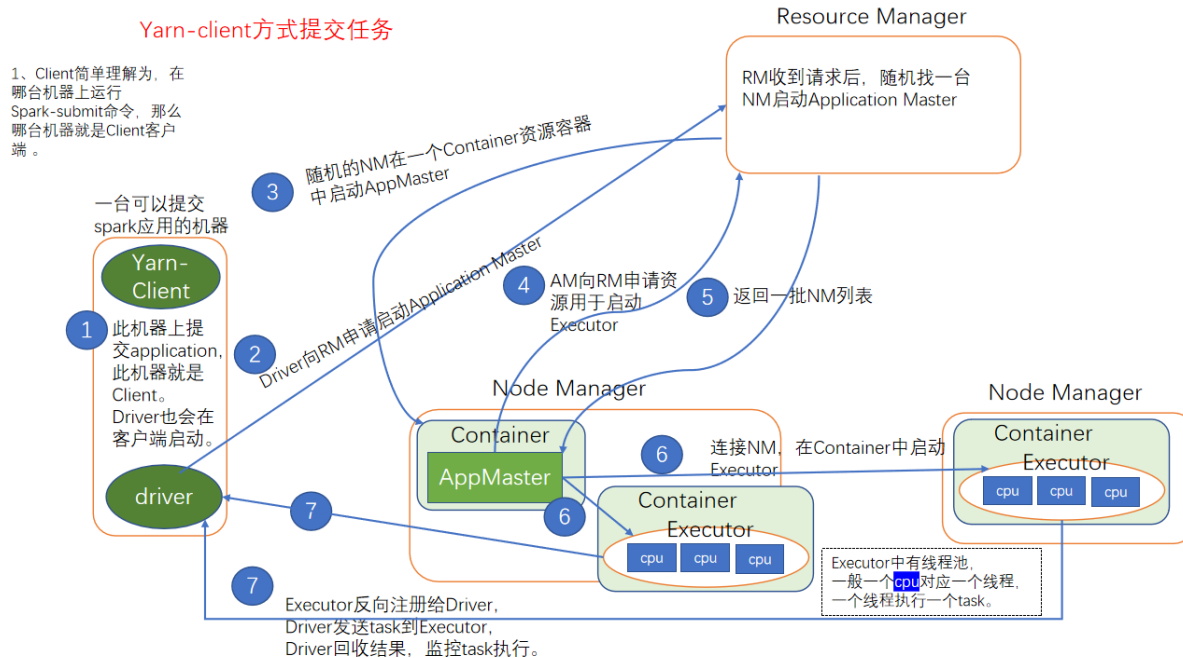 Yarn-client方式提交任务
Resource Manager
1、Client简单理解为，在
哪台机器上运行
Spark-submit命令，那么
哪台机器就是Client客户
端 。
RM收到请求后，随机找一台
NM启动Application Master
3
随机的NM在一个Container资源容器
中启动AppMaster
一台可以提交
spark应用的机器
Yarn-
Client
1
此机器上提
交application，
此机器就是
Client。
Driver也会在
客户端启动。
2
Driver向RM申请启动Application Master
4
AM向RM申请资
源用于启动
Executor
5
返回一批NM列表
Node Manager
Container
AppMaster
6
连接NM，在Container中启动
Executor
6
Container
Executor
cpu
cpu
cpu
Node Manager
Container
Executor
cpu
cpu
cpu
driver
7
Executor中有线程池，
一般一个cpu对应一个线程，
一个线程执行一个task。
7
Executor反向注册给Driver，
Driver发送task到Executor，
Driver回收结果，监控task执行。